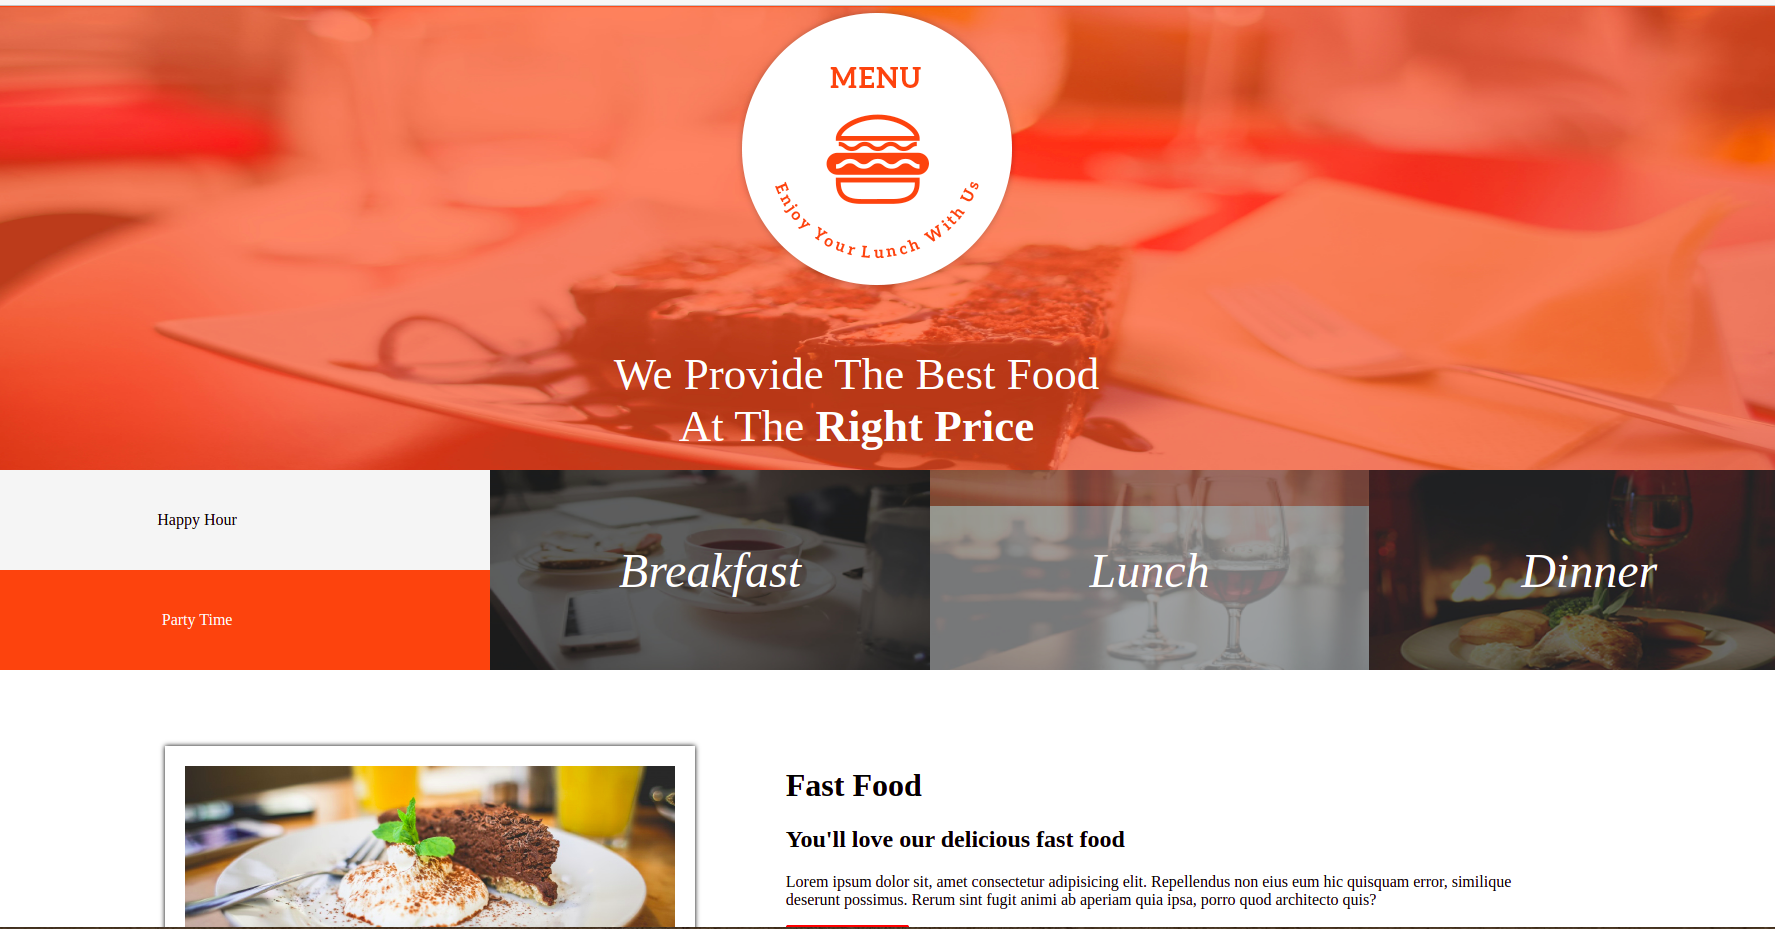 MENU
Enjoy Your Lunch With Us
We Provide The Best Food
At The Right Price
Happy Hour
Party Time
Breakfast
Lunch
Dinner
Fast Food
You'll love our delicious fast food
Lorem ipsum dolor sit, amet consectetur adipisicing elit. Repellendus non eius eum hic quisquam error, similique
deserunt possimus. Rerum sint fugit animi ab aperiam quia ipsa, porro quod architecto quis?